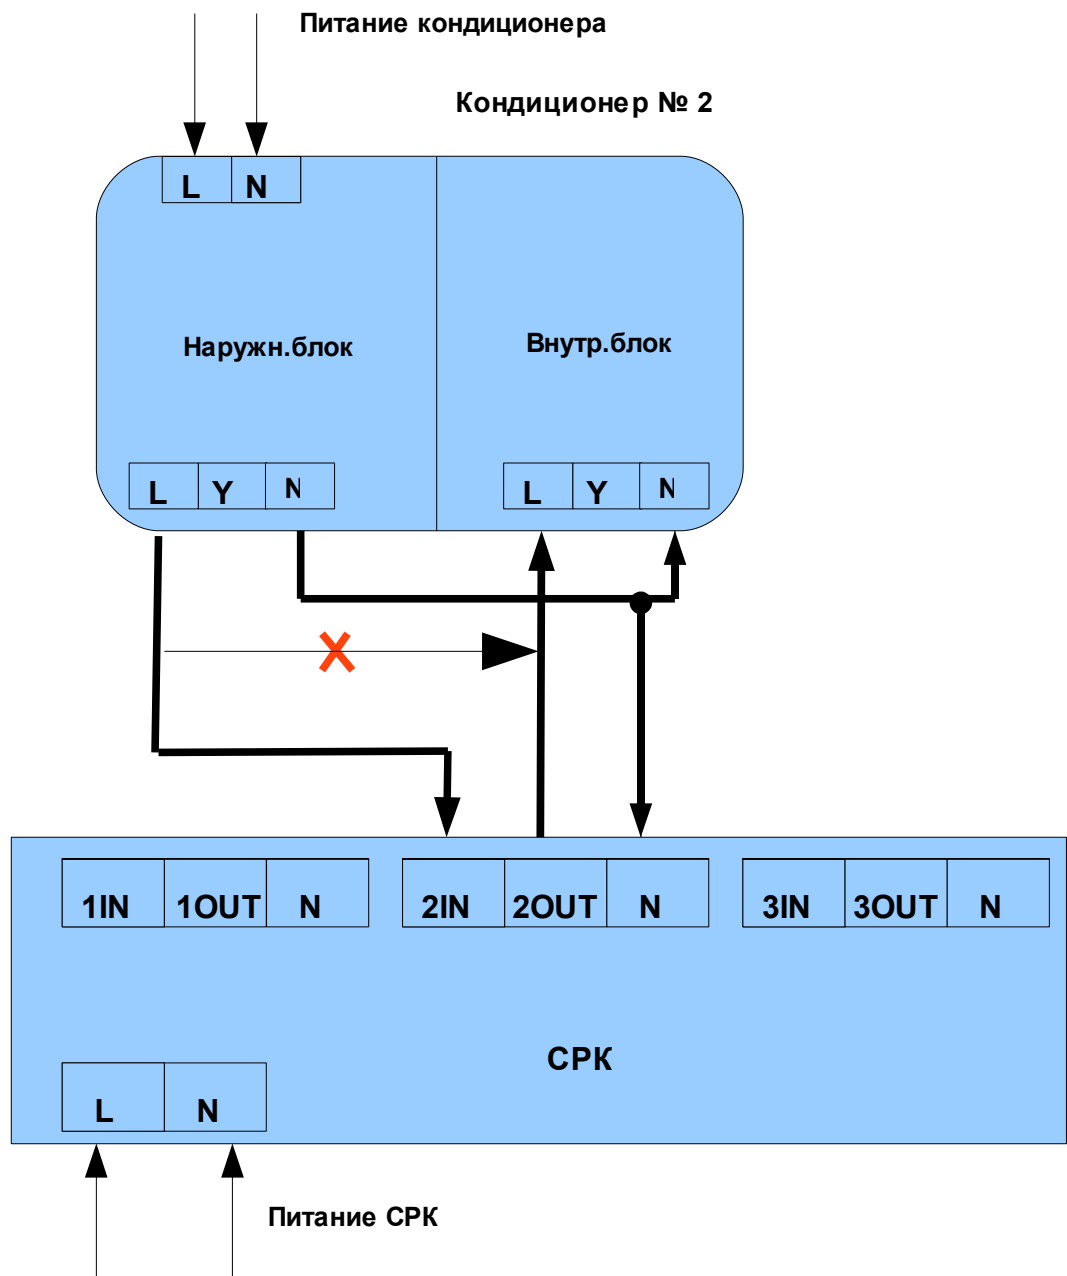 Питание кондиционера
Кондиционер № 2
L N
Наружн.блок
Внутр.блок
L Y N
L Y N
1IN 1OUT N
2IN 2OUT N
3IN 3OUT N
СРК
L N
Питание СРК